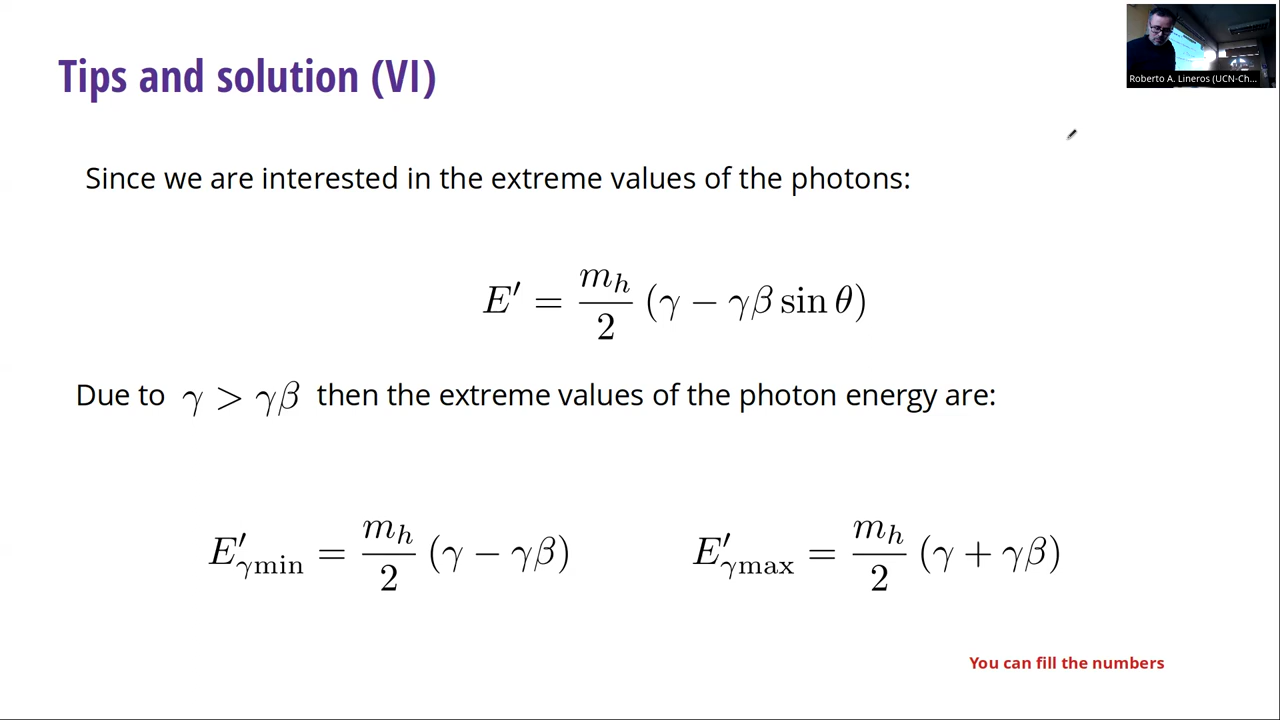 Tips and solution (VI)
Roberto A. Lineros (UCN-Ch...
Since we are interested in the extreme values of the photons:
E′ = m_h/2 (γ − γβ sin θ)
Due to γ > γβ then the extreme values of the photon energy are:
E′_γmin = m_h/2 (γ − γβ) E′_γmax = m_h/2 (γ + γβ)
You can fill the numbers